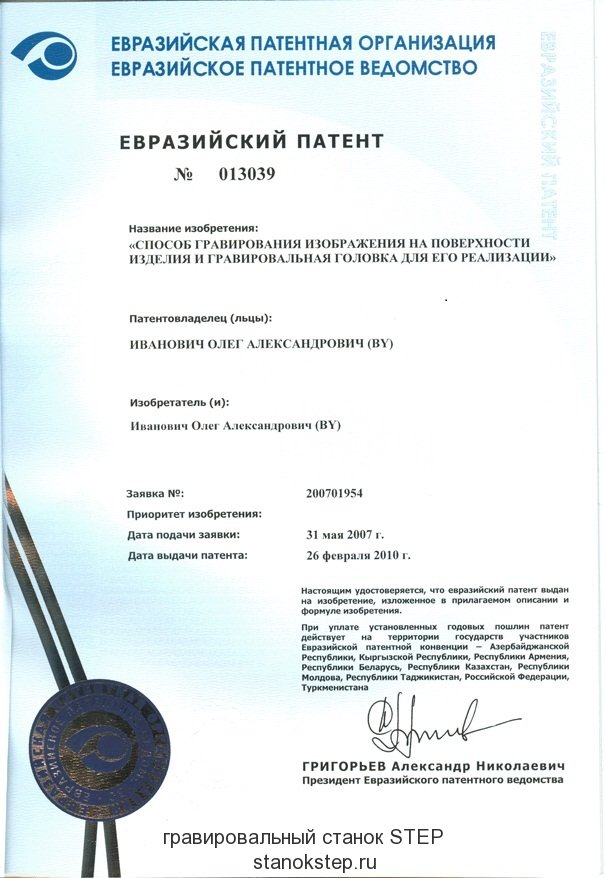 ЕВРАЗИЙСКАЯ ПАТЕНТНАЯ ОРГАНИЗАЦИЯ
ЕВРАЗИЙСКОЕ ПАТЕНТНОЕ ВЕДОМСТВО
ЕВРАЗИЙСКИЙ ПАТЕНТ
ЕВРАЗИЙСКИЙ ПАТЕНТ
№ 013039
Название изобретения:
«СПОСОБ ГРАВИРОВАНИЯ ИЗОБРАЖЕНИЯ НА ПОВЕРХНОСТИ
ИЗДЕЛИЯ И ГРАВИРОВАЛЬНАЯ ГОЛОВКА ДЛЯ ЕГО РЕАЛИЗАЦИИ»
Патентовладелец (льцы):
ИВАНОВИЧ ОЛЕГ АЛЕКСАНДРОВИЧ (BY)
Изобретатель (и):
Иванович Олег Александрович (BY)
Заявка №: 200701954
Приоритет изобретения:
Дата подачи заявки: 31 мая 2007 г.
Дата выдачи патента: 26 февраля 2010 г.
Настоящим удостоверяется, что евразийский патент выдан
на изобретение, изложенное в прилагаемом описании и
формуле изобретения.
При уплате установленных годовых пошлин патент
действует на территории государств участников
Евразийской патентной конвенции – Азербайджанской
Республики, Кыргызской Республики, Республики Армения,
Республики Беларусь, Республики Казахстан, Республики
Молдова, Республики Таджикистан, Российской Федерации,
Туркменистана
ГРИГОРЬЕВ Александр Николаевич
Президент Евразийского патентного ведомства
гравировальный станок STEP
stanokstep.ru